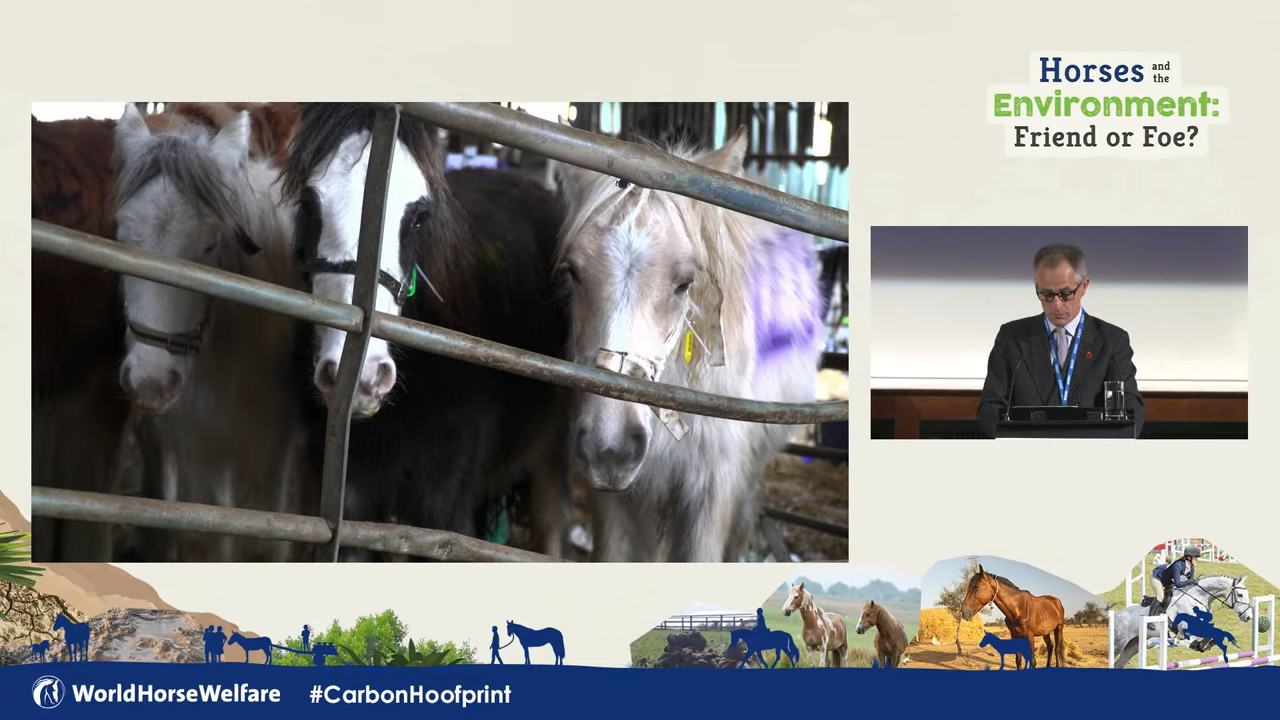 Horses and the
Environment:
Friend or Foe?
WorldHorseWelfare #CarbonHoofprint